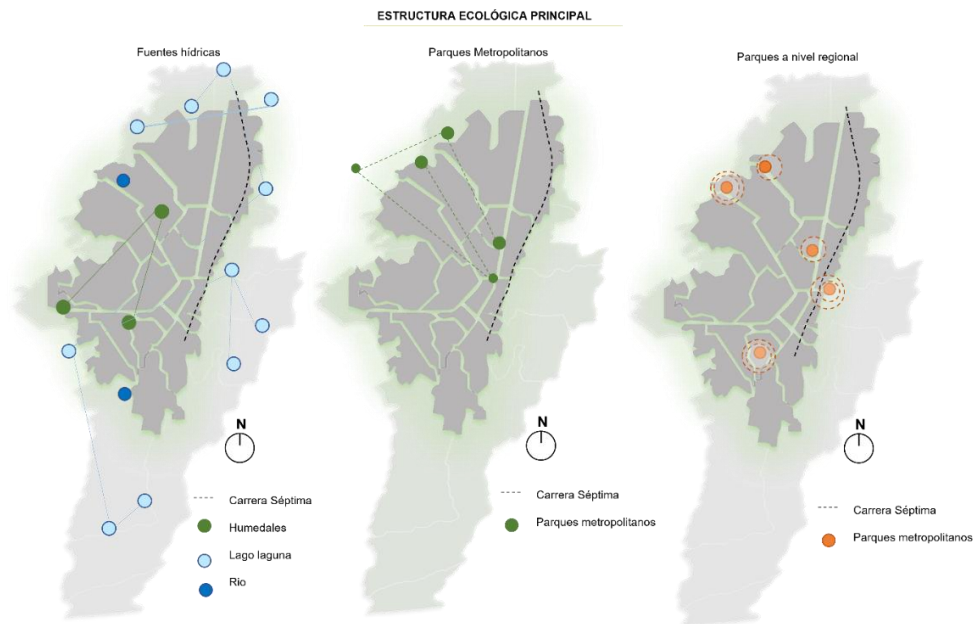 ESTRUCTURA ECOLÓGICA PRINCIPAL
Fuentes hídricas
N
Carrera Séptima
Humedales
Lago laguna
Rio
Parques Metropolitanos
N
Carrera Séptima
Parques metropolitanos
Parques a nivel regional
N
Carrera Séptima
Parques metropolitanos